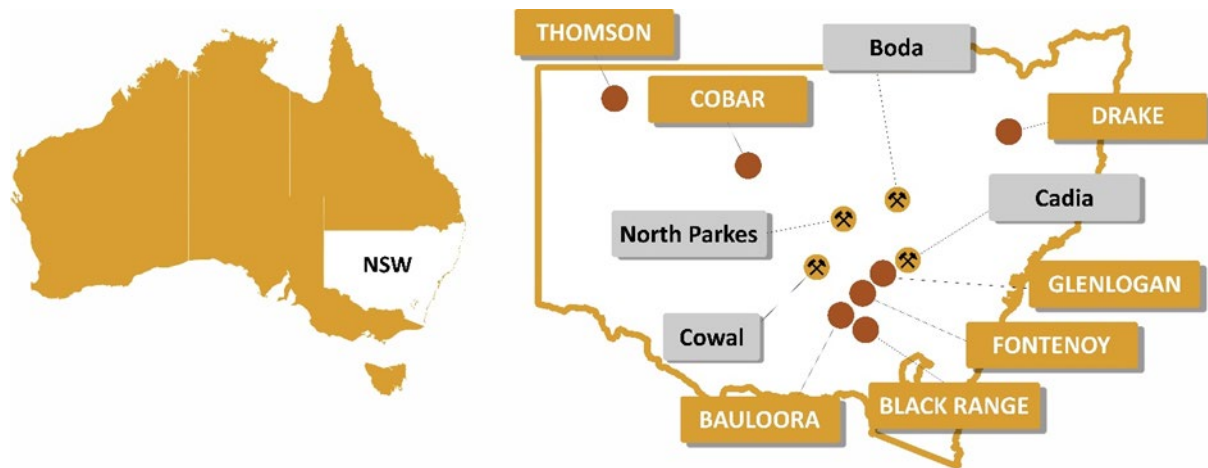 NSW
THOMSON
Boda
COBAR
DRAKE
Cadia
North Parkes
GLENLOGAN
Cowal
FONTENOY
BLACK RANGE
BAULOORA